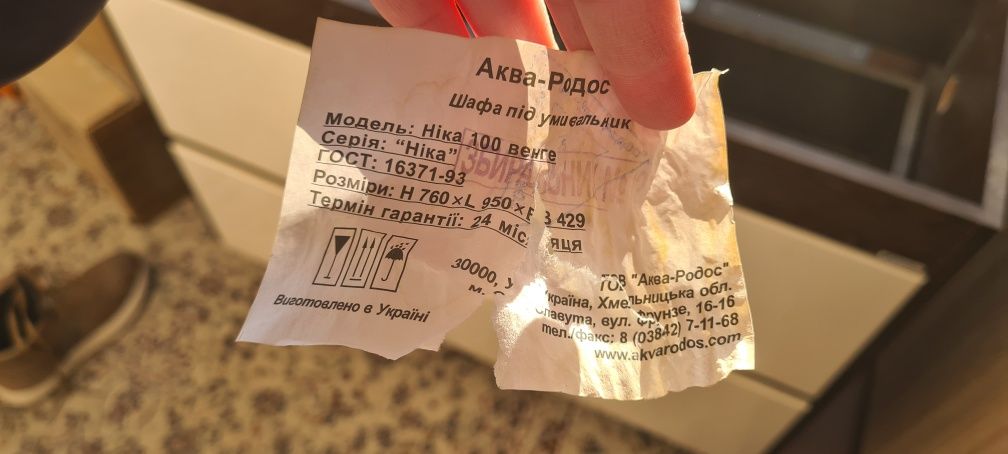 Аква-Родос
Шафа під умивальник
Модель: Ніка 100 венге
Серія: "Ніка"
ГОСТ: 16371-93
Розміри: H 760×L 950×B 429
Термін гарантії: 24 місяця
Виготовлено в Україні
ТОВ "Аква-Родос"
30000, Україна, Хмельницька обл.
м. Славута, вул. Фрунзе, 16-16
тел./факс: 8 (03842) 7-11-68
www.akvarodos.com